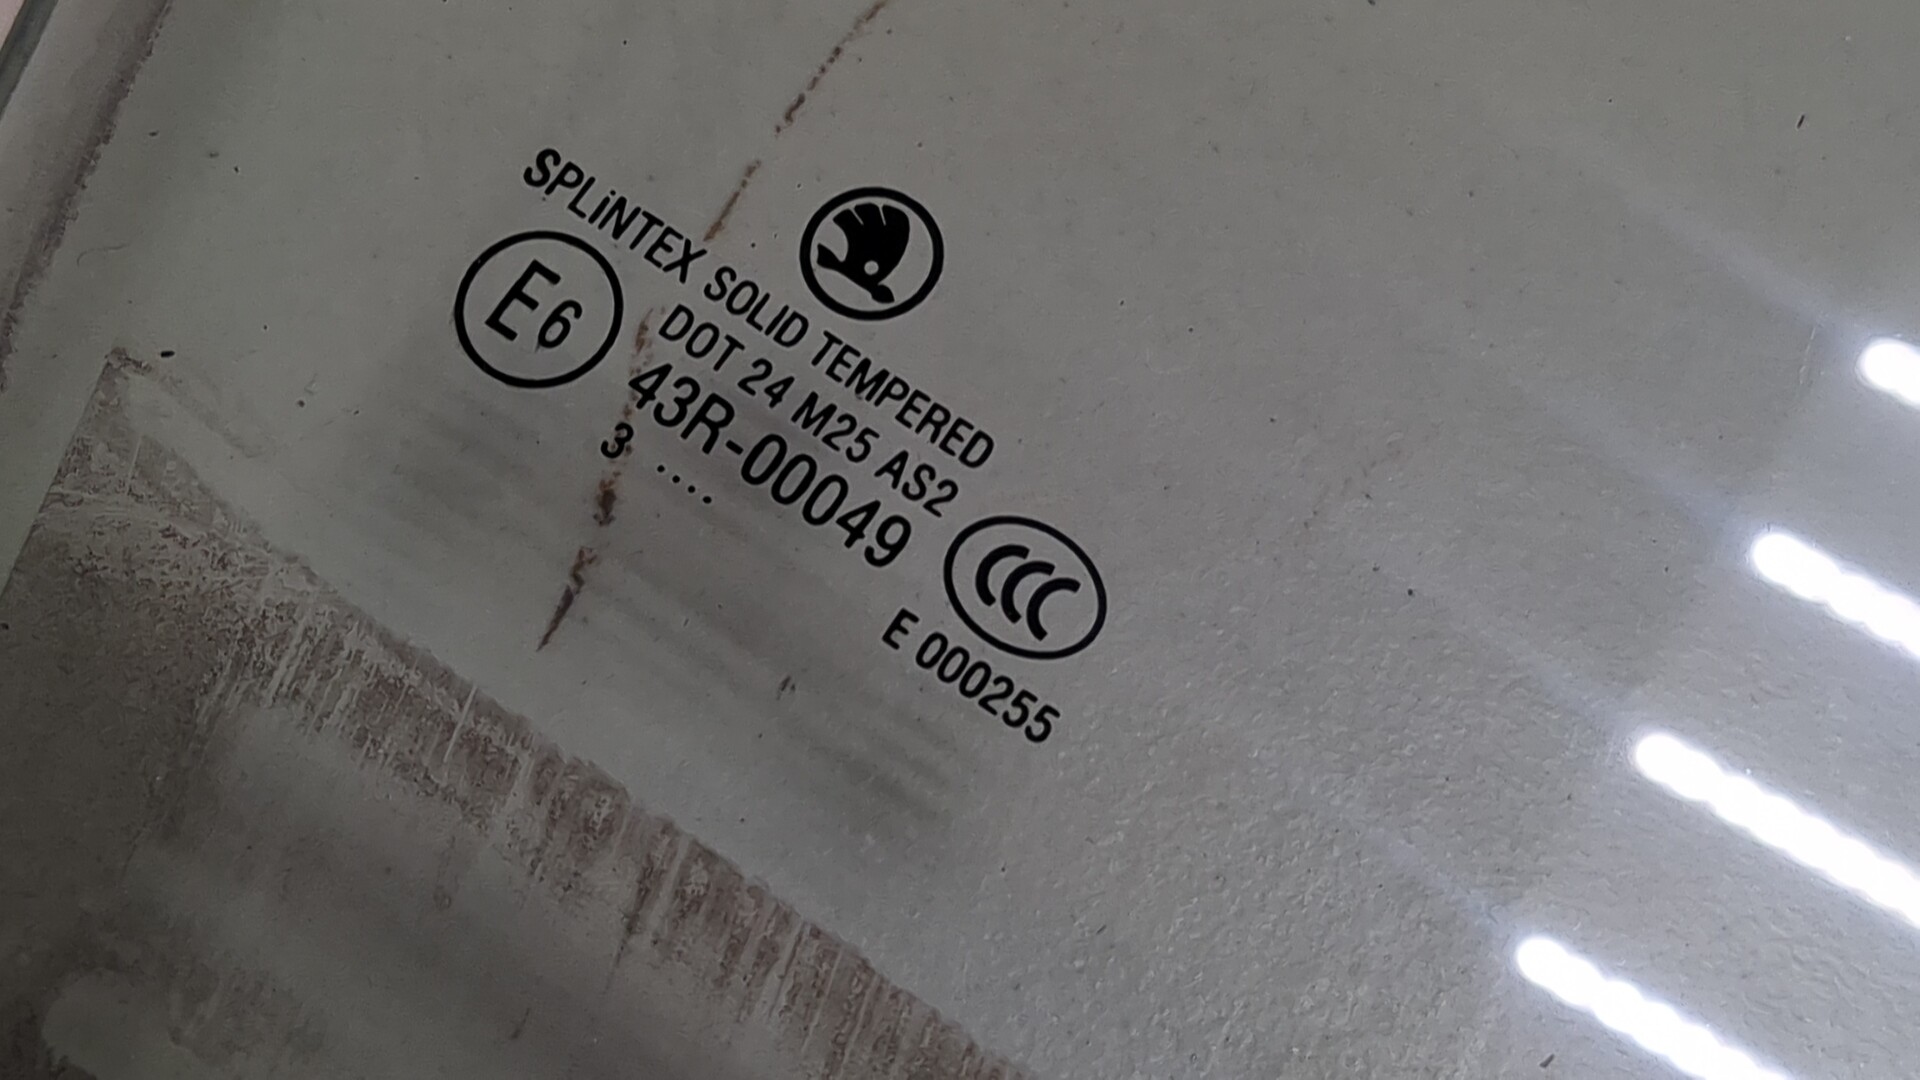 SPLiNTEX SOLID TEMPERED
E6
DOT 24 M25 AS2
43R-00049
3 ....
CCC
E 000255